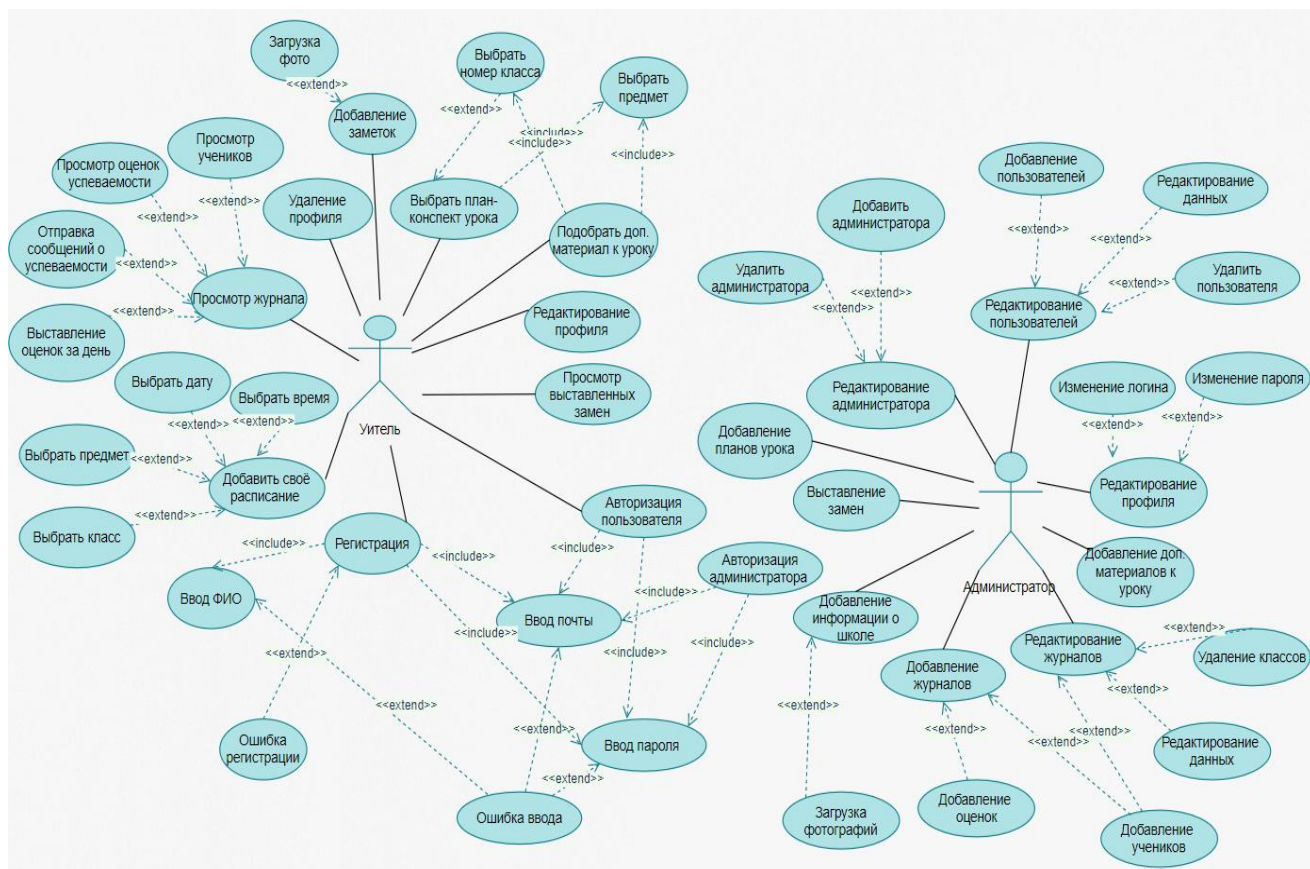 Загрузка
фото
<<extend>>
Добавление
заметок
Выбрать
номер класса
<<extend>>
Выбрать
предмет
<<include>>
<<include>>
<<include>>
Просмотр
учеников
<<extend>>
Просмотр оценок
успеваемости
<<extend>>
Отправка
сообщений о
успеваемости
<<extend>>
Выставление
оценок за день
<<extend>>
Просмотр журнала
Удаление
профиля
Выбрать план-
конспект урока
Подобрать доп.
материал к уроку
Редактирование
профиля
Просмотр
выставленных
замен
Уитель
Выбрать дату
<<extend>>
Выбрать время
<<extend>>
Выбрать предмет
<<extend>>
Выбрать класс
<<extend>>
Добавить своё
расписание
Регистрация
<<include>>
Ввод ФИО
<<include>>
<<include>>
<<extend>>
Ошибка
регистрации
<<extend>>
Авторизация
пользователя
<<include>>
<<include>>
Авторизация
администратора
<<include>>
<<include>>
Ввод почты
<<extend>>
Ввод пароля
<<extend>>
Ошибка ввода
Добавление
пользователей
<<extend>>
Редактирование
данных
<<extend>>
Удалить
пользователя
<<extend>>
Редактирование
пользователей
Добавить
администратора
<<extend>>
Удалить
администратора
<<extend>>
Редактирование
администратора
Изменение логина
<<extend>>
Изменение пароля
<<extend>>
Редактирование
профиля
Добавление
планов урока
Выставление
замен
Администратор
Добавление доп.
материалов к
уроку
Добавление
информации о
школе
<<extend>>
Загрузка
фотографий
Добавление
журналов
<<extend>>
Добавление
оценок
<<extend>>
Редактирование
журналов
<<extend>>
Удаление классов
<<extend>>
Редактирование
данных
<<extend>>
Добавление
учеников